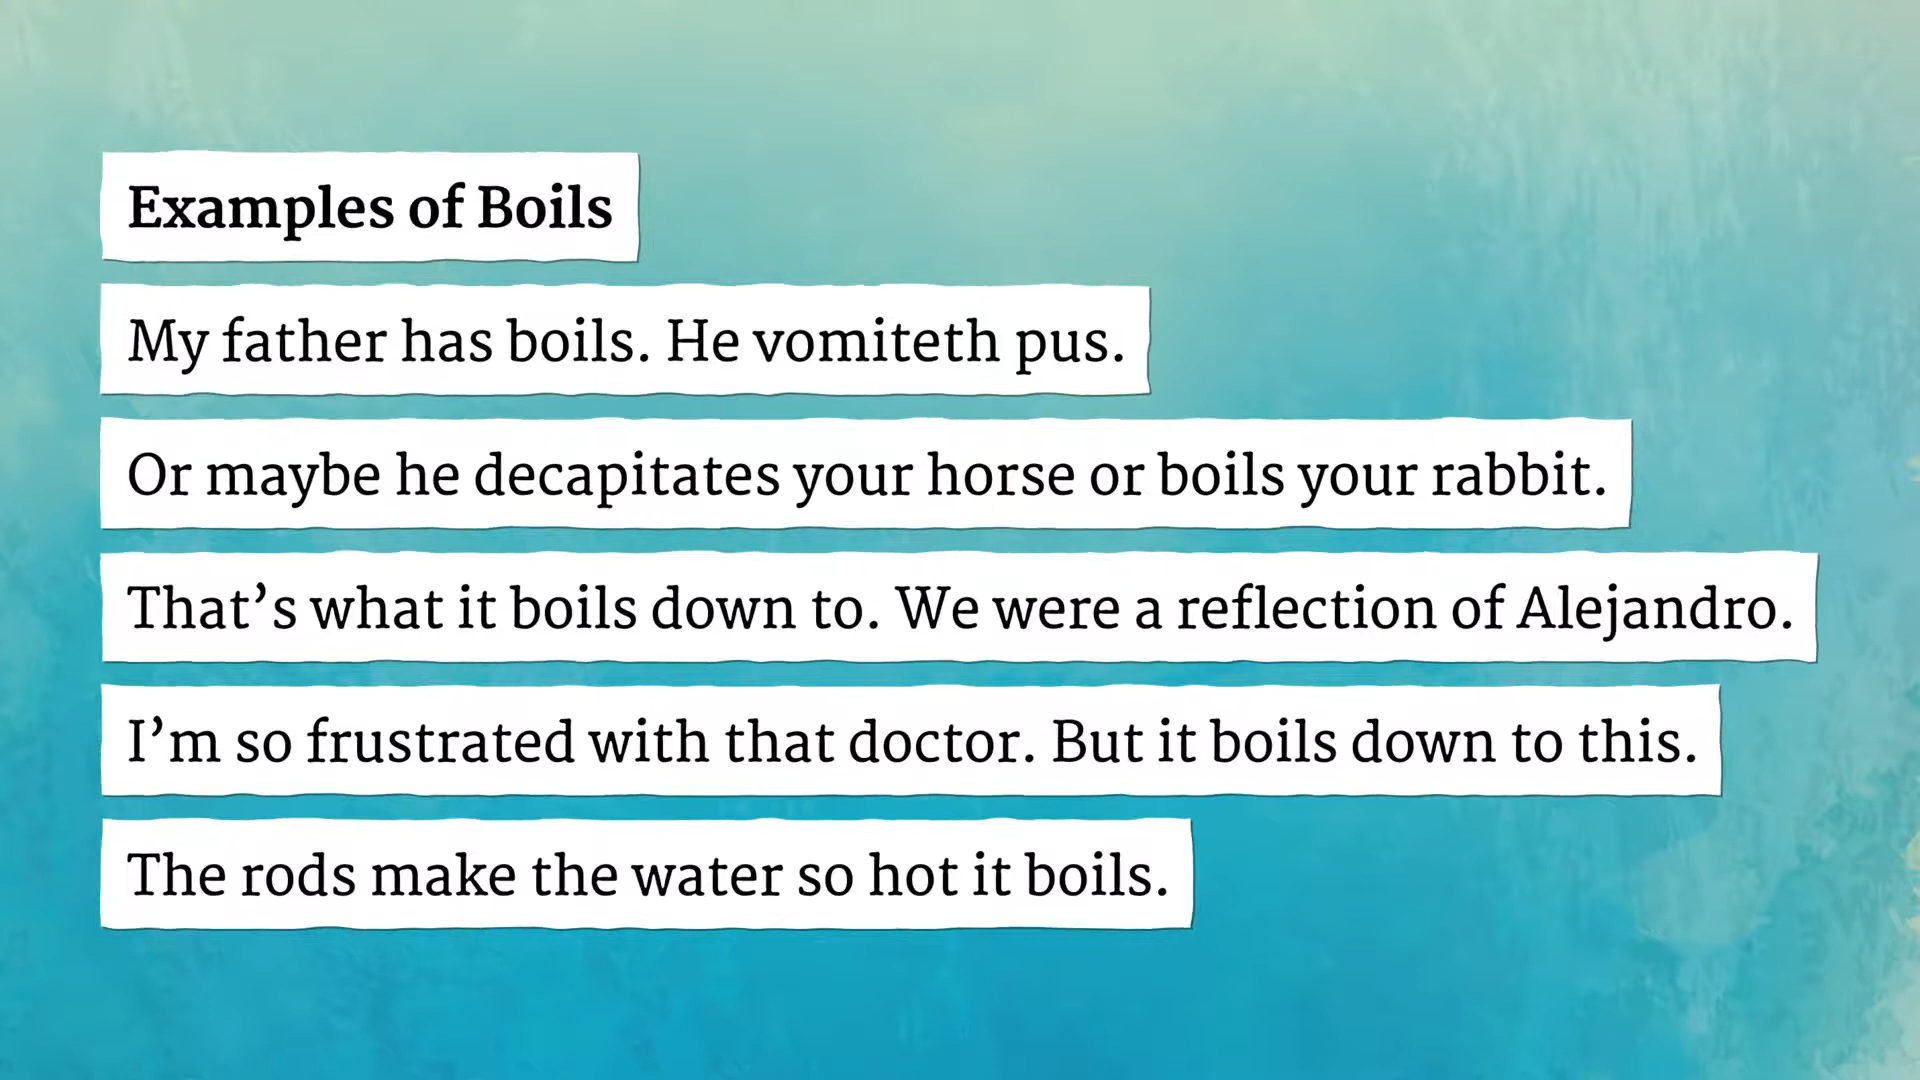 Examples of Boils
My father has boils. He vomiteth pus.
Or maybe he decapitates your horse or boils your rabbit.
That’s what it boils down to. We were a reflection of Alejandro.
I’m so frustrated with that doctor. But it boils down to this.
The rods make the water so hot it boils.